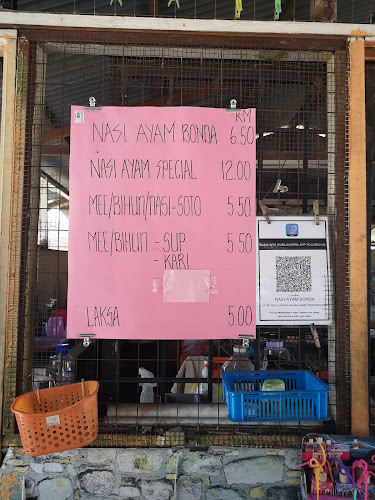 RM
NASI AYAM BONDA 6.50
NASI AYAM SPECIAL 12.00
MEE/BIHUN/NASI-SOTO 5.50
MEE/BIHUN - SUP 5.50
- KARI
LAKSA 5.00
NASI AYAM BONDA